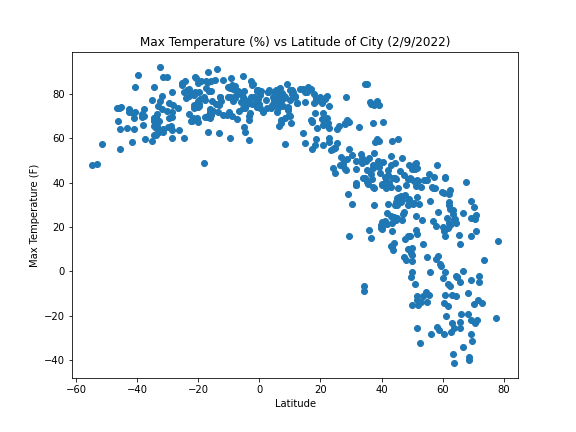 Max Temperature (%) vs Latitude of City (2/9/2022)
Max Temperature (F)
80
60
40
20
0
−20
−40
−60 −40 −20 0 20 40 60 80
Latitude